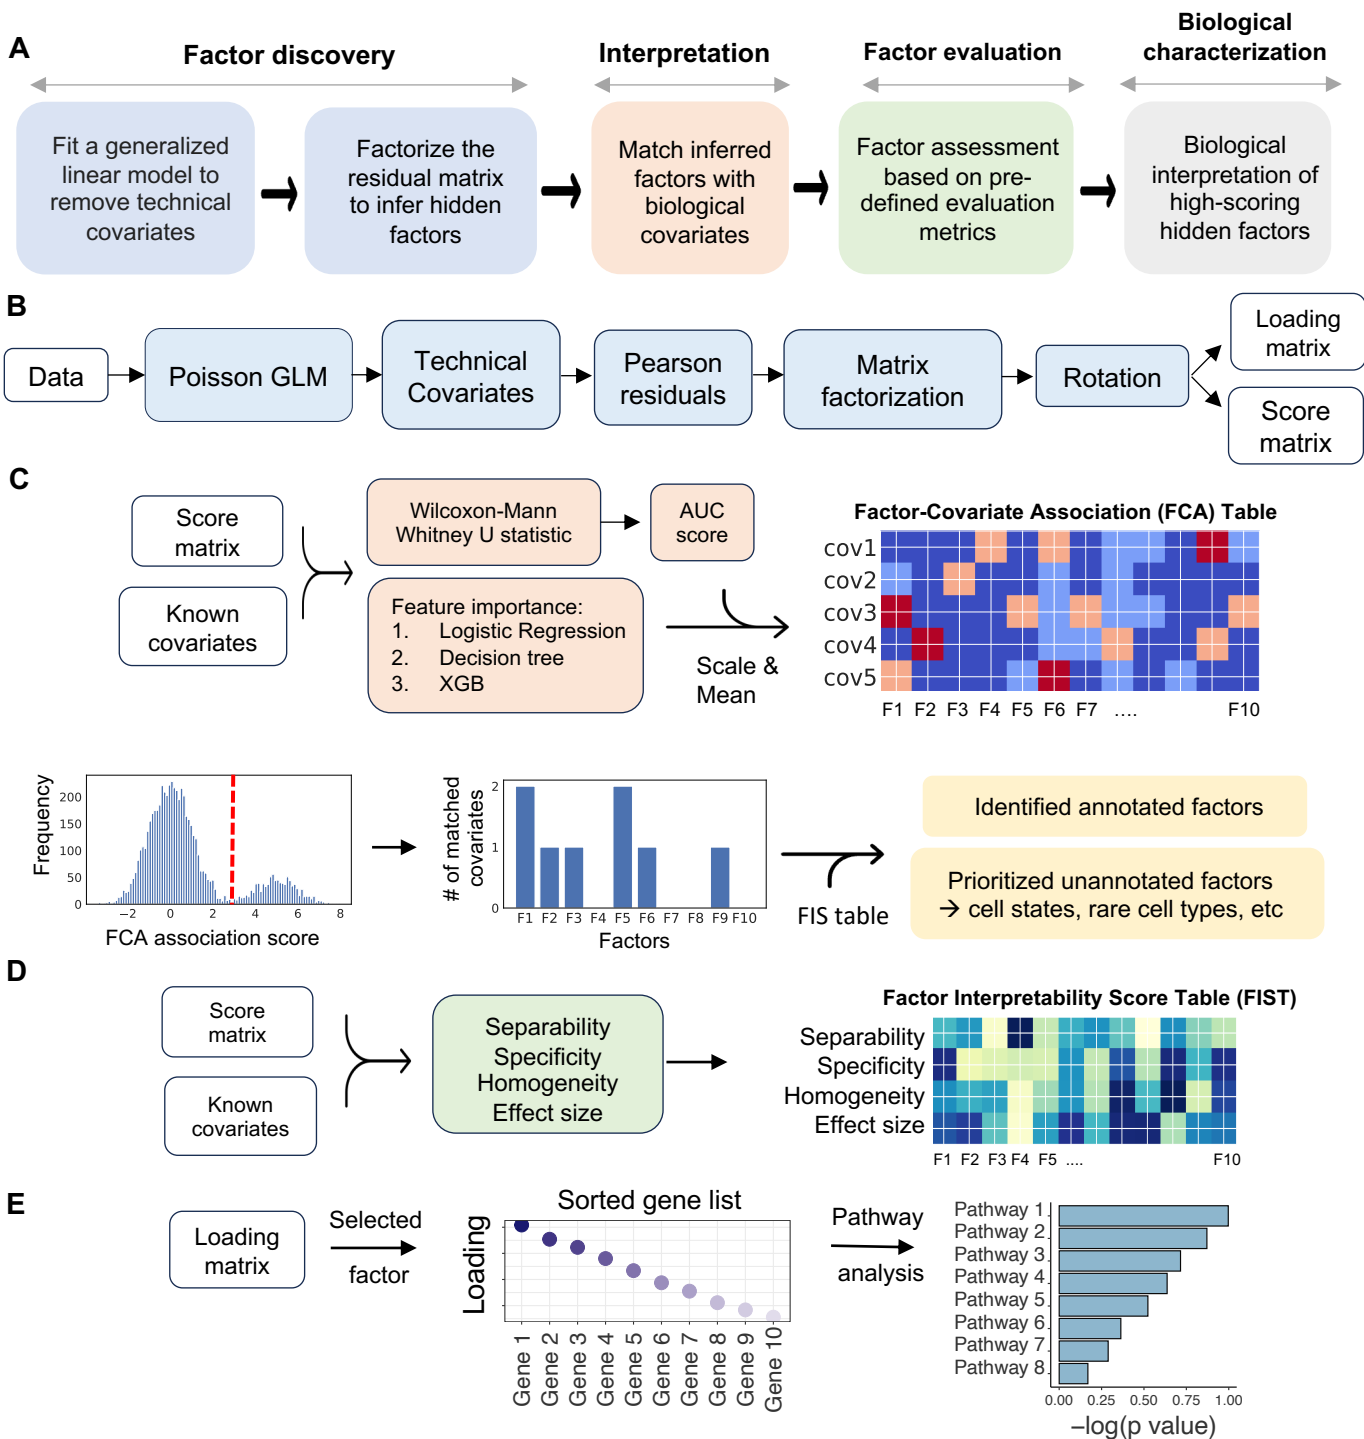 A
Factor discovery
Interpretation
Factor evaluation
Biological
characterization
Fit a generalized
linear model to
remove technical
covariates
Factorize the
residual matrix
to infer hidden
factors
Match inferred
factors with
biological
covariates
Factor assessment
based on pre-
defined evaluation
metrics
Biological
interpretation of
high-scoring
hidden factors
B
Data
Poisson GLM
Technical
Covariates
Pearson
residuals
Matrix
factorization
Rotation
Loading
matrix
Score
matrix
C
Score
matrix
Known
covariates
Wilcoxon-Mann
Whitney U statistic
AUC
score
Feature importance:
1. Logistic Regression
2. Decision tree
3. XGB
Scale &
Mean
Factor-Covariate Association (FCA) Table
cov1
cov2
cov3
cov4
cov5
F1 F2 F3 F4 F5 F6 F7 .... F10
Frequency
200
150
100
50
0
−2 0 2 4 6 8
FCA association score
# of matched
covariates
2
1
0
F1 F2 F3 F4 F5 F6 F7 F8 F9 F10
Factors
FIS table
Identified annotated factors
Prioritized unannotated factors
→ cell states, rare cell types, etc
D
Score
matrix
Known
covariates
Separability
Specificity
Homogeneity
Effect size
Factor Interpretability Score Table (FIST)
Separability
Specificity
Homogeneity
Effect size
F1 F2 F3 F4 F5 .... F10
E
Loading
matrix
Selected
factor
Sorted gene list
Loading
Gene 1
Gene 2
Gene 3
Gene 4
Gene 5
Gene 6
Gene 7
Gene 8
Gene 9
Gene 10
Pathway
analysis
Pathway 1
Pathway 2
Pathway 3
Pathway 4
Pathway 5
Pathway 6
Pathway 7
Pathway 8
0.00 0.25 0.50 0.75 1.00
−log(p value)